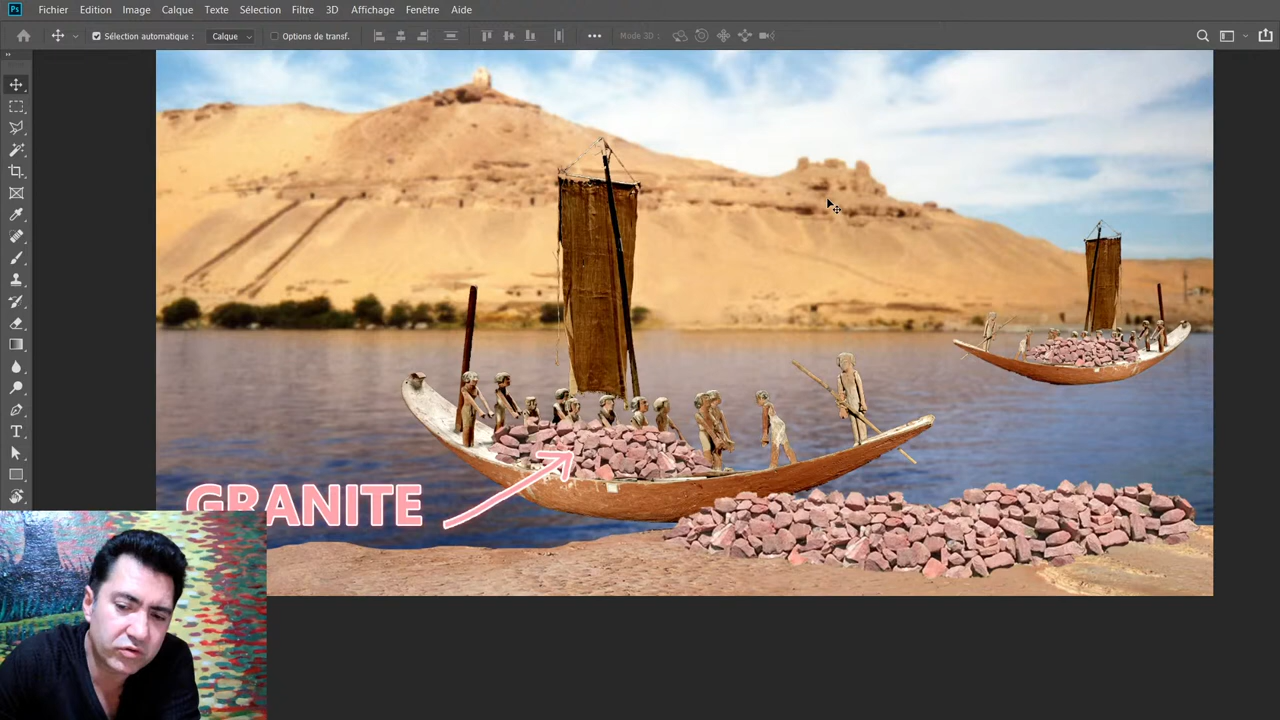 Ps Fichier Edition Image Calque Texte Sélection Filtre 3D Affichage Fenêtre Aide
Sélection automatique : Calque Options de transf. Mode 3D :
GRANITE